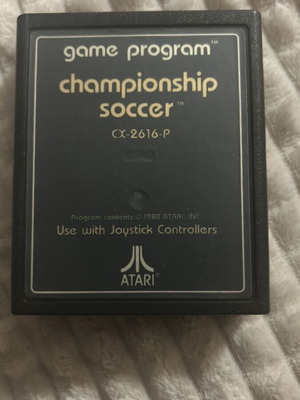 game program™
championship
soccer™
CX-2616-P
Program contents © 1980 ATARI, INC.
Use with Joystick Controllers
ATARI®